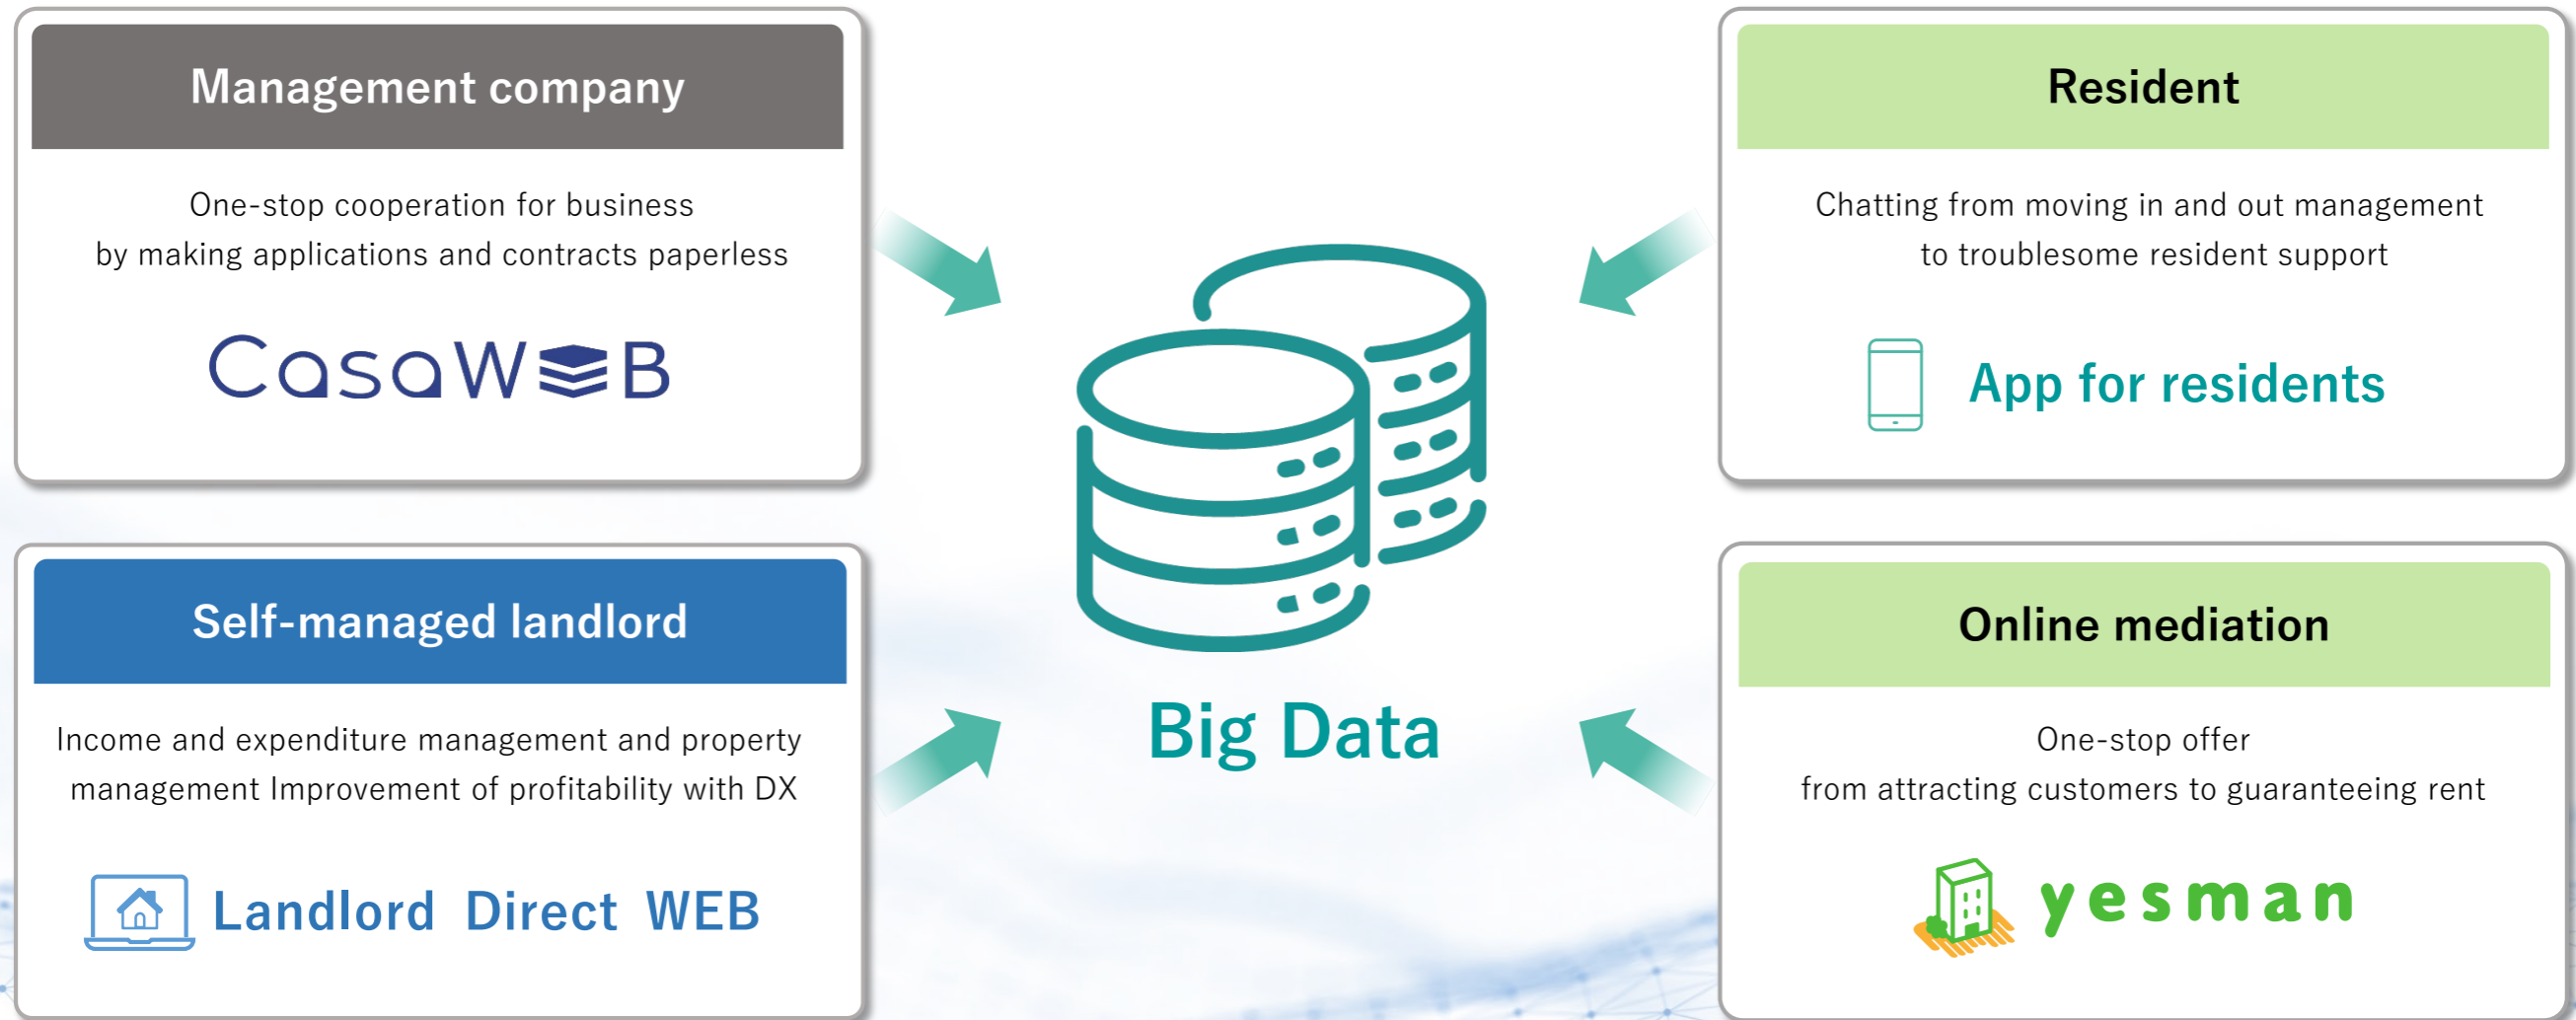 Management company
One-stop cooperation for business
by making applications and contracts paperless
CasaWEB
Resident
Chatting from moving in and out management
to troublesome resident support
App for residents
Big Data
Self-managed landlord
Income and expenditure management and property
management Improvement of profitability with DX
Landlord Direct WEB
Online mediation
One-stop offer
from attracting customers to guaranteeing rent
yesman